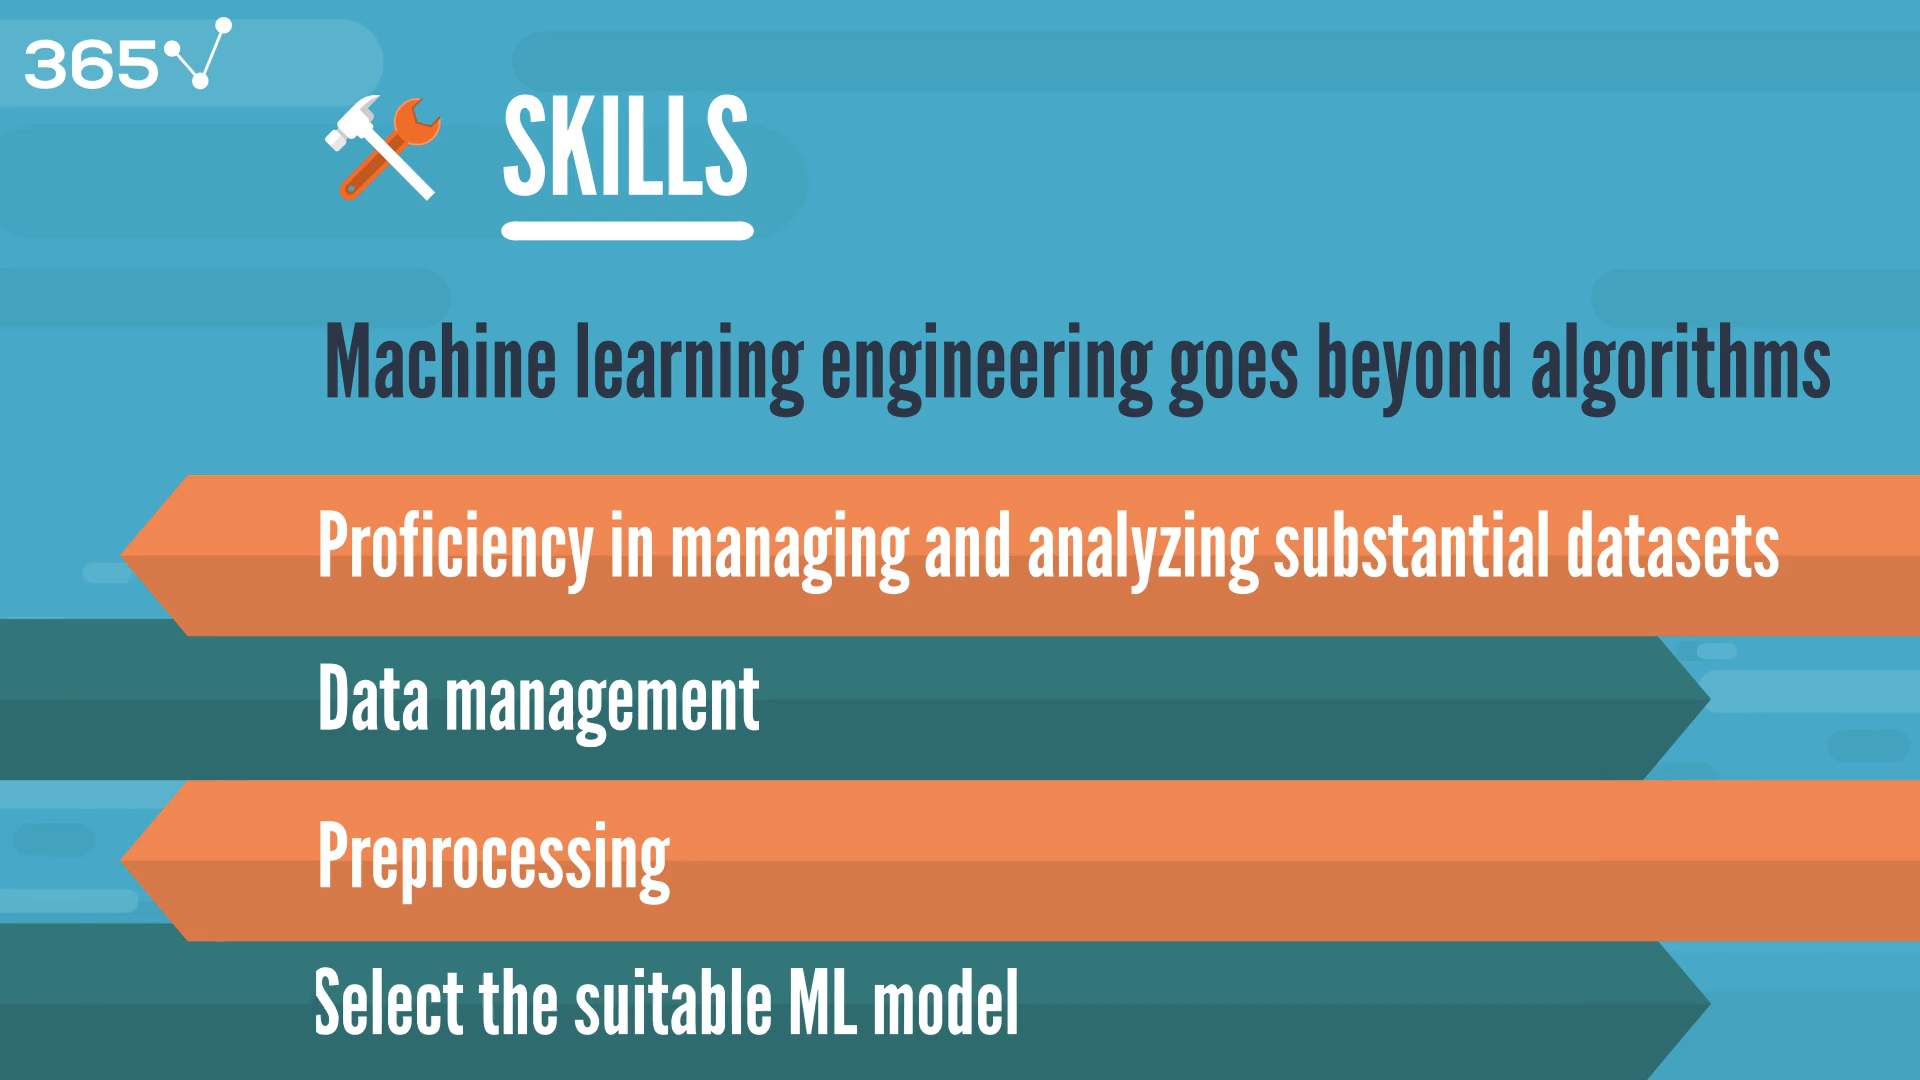 365
SKILLS
Machine learning engineering goes beyond algorithms
Proficiency in managing and analyzing substantial datasets
Data management
Preprocessing
Select the suitable ML model